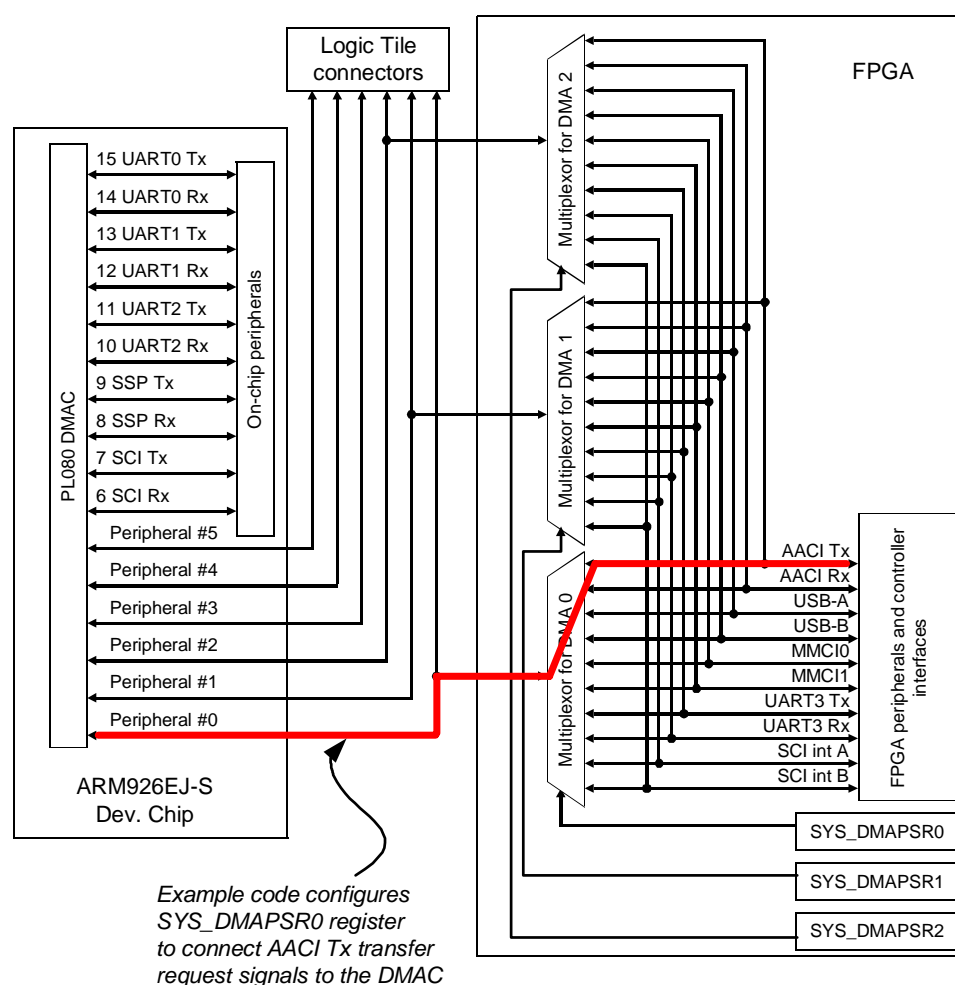 Logic Tile
connectors
FPGA
Multiplexor for DMA 2
Multiplexor for DMA 1
Multiplexor for DMA 0
PL080 DMAC
15 UART0 Tx
14 UART0 Rx
13 UART1 Tx
12 UART1 Rx
11 UART2 Tx
10 UART2 Rx
9 SSP Tx
8 SSP Rx
7 SCI Tx
6 SCI Rx
Peripheral #5
Peripheral #4
Peripheral #3
Peripheral #2
Peripheral #1
Peripheral #0
On-chip peripherals
ARM926EJ-S
Dev. Chip
AACI Tx
AACI Rx
USB-A
USB-B
MMCI0
MMCI1
UART3 Tx
UART3 Rx
SCI int A
SCI int B
FPGA peripherals and controller
interfaces
SYS_DMAPSR0
SYS_DMAPSR1
SYS_DMAPSR2
Example code configures
SYS_DMAPSR0 register
to connect AACI Tx transfer
request signals to the DMAC